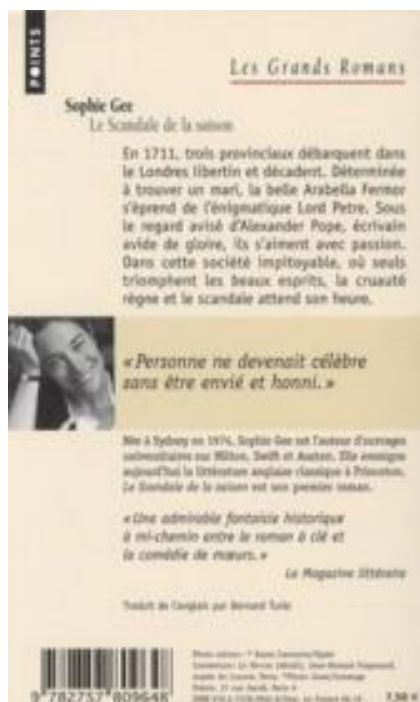 POINTS
Les Grands Romans
Sophie Gee
Le Scandale de la saison
En 1711, trois provinciaux débarquent dans
le Londres libertin et décadent. Déterminée
à trouver un mari, la belle Arabella Fermor
s'éprend de l'énigmatique Lord Petre. Sous
le regard avisé d'Alexander Pope, écrivain
avide de gloire, ils s'aiment avec passion.
Dans cette société impitoyable, où seuls
triomphent les beaux esprits, la cruauté
règne et le scandale attend son heure.
« Personne ne devenait célèbre
sans être envié et honni. »
Née à Sydney en 1974, Sophie Gee est l'auteur d'ouvrages
universitaires sur Milton, Swift et Austen. Elle enseigne
aujourd'hui la littérature anglaise classique à Princeton.
Le Scandale de la saison est son premier roman.
« Une admirable fantaisie historique
à mi-chemin entre le roman à clé et
la comédie de mœurs. »
Le Magazine littéraire
Traduit de l'anglais par Bernard
9 782757 809648
7,50 €